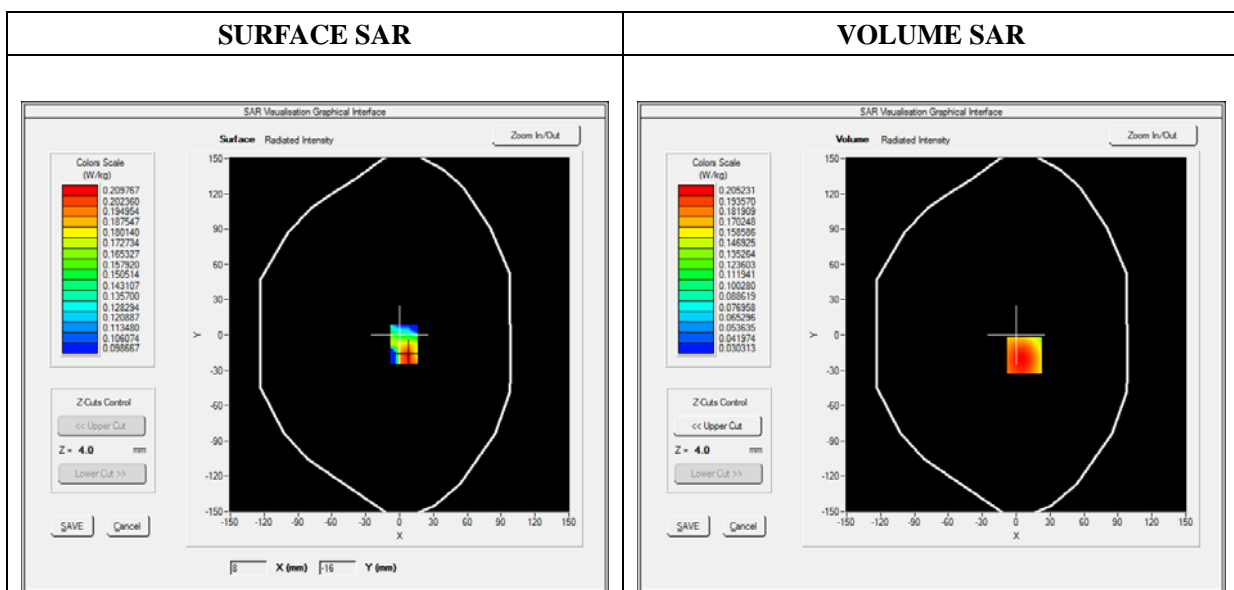 SURFACE SAR
VOLUME SAR
SAR Visualisation Graphical Interface
Surface Radiated Intensity
Zoom In/Out
Colors Scale
(W/kg)
0.209767
0.202360
0.194954
0.187547
0.180140
0.172734
0.165327
0.157920
0.150514
0.143107
0.135700
0.128294
0.120887
0.113480
0.106074
0.098667
Z-Cuts Control
<< Upper Cut
Z = 4.0 mm
Lower Cut >>
SAVE Cancel
150
120
90
60
30
0
-30
-60
-90
-120
-150
Y
-150 -120 -90 -60 -30 0 30 60 90 120 150
X
8 X (mm) -16 Y (mm)
SAR Visualisation Graphical Interface
Volume Radiated Intensity
Zoom In/Out
Colors Scale
(W/kg)
0.205231
0.193570
0.181909
0.170248
0.158586
0.146925
0.135264
0.123603
0.111941
0.100280
0.088619
0.076958
0.065296
0.053635
0.041974
0.030313
Z-Cuts Control
<< Upper Cut
Z = 4.0 mm
Lower Cut >>
SAVE Cancel
150
120
90
60
30
0
-30
-60
-90
-120
-150
Y
-150 -120 -90 -60 -30 0 30 60 90 120 150
X